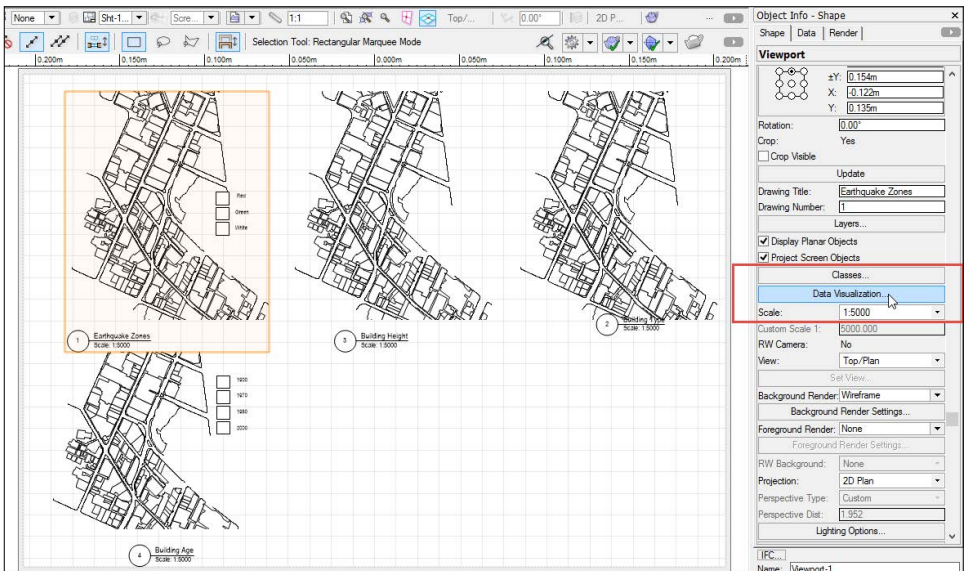 None
Sht-1...
Scre...
1:1
Top/...
0.00°
2D P...
...
Selection Tool: Rectangular Marquee Mode
0.200m 0.150m 0.100m 0.050m 0.000m 0.050m 0.100m 0.150m 0.200m
Red
Green
White
1 Earthquake Zones
Scale: 1:5000
3 Building Height
Scale: 1:5000
2 Building Type
Scale: 1:5000
1900
1970
1980
2000
4 Building Age
Scale: 1:5000
Object Info - Shape
Shape Data Render
Viewport
±Y: 0.154m
X: -0.122m
Y: 0.135m
Rotation: 0.00°
Crop: Yes
Crop Visible
Update
Drawing Title: Earthquake Zones
Drawing Number: 1
Layers...
Display Planar Objects
Project Screen Objects
Classes...
Data Visualization...
Scale: 1:5000
Custom Scale 1: 5000.000
RW Camera: No
View: Top/Plan
Set View...
Background Render: Wireframe
Background Render Settings...
Foreground Render: None
Foreground Render Settings...
RW Background: None
Projection: 2D Plan
Perspective Type: Custom
Perspective Dist: 1.952
Lighting Options...
IFC...
Name: Viewport-1